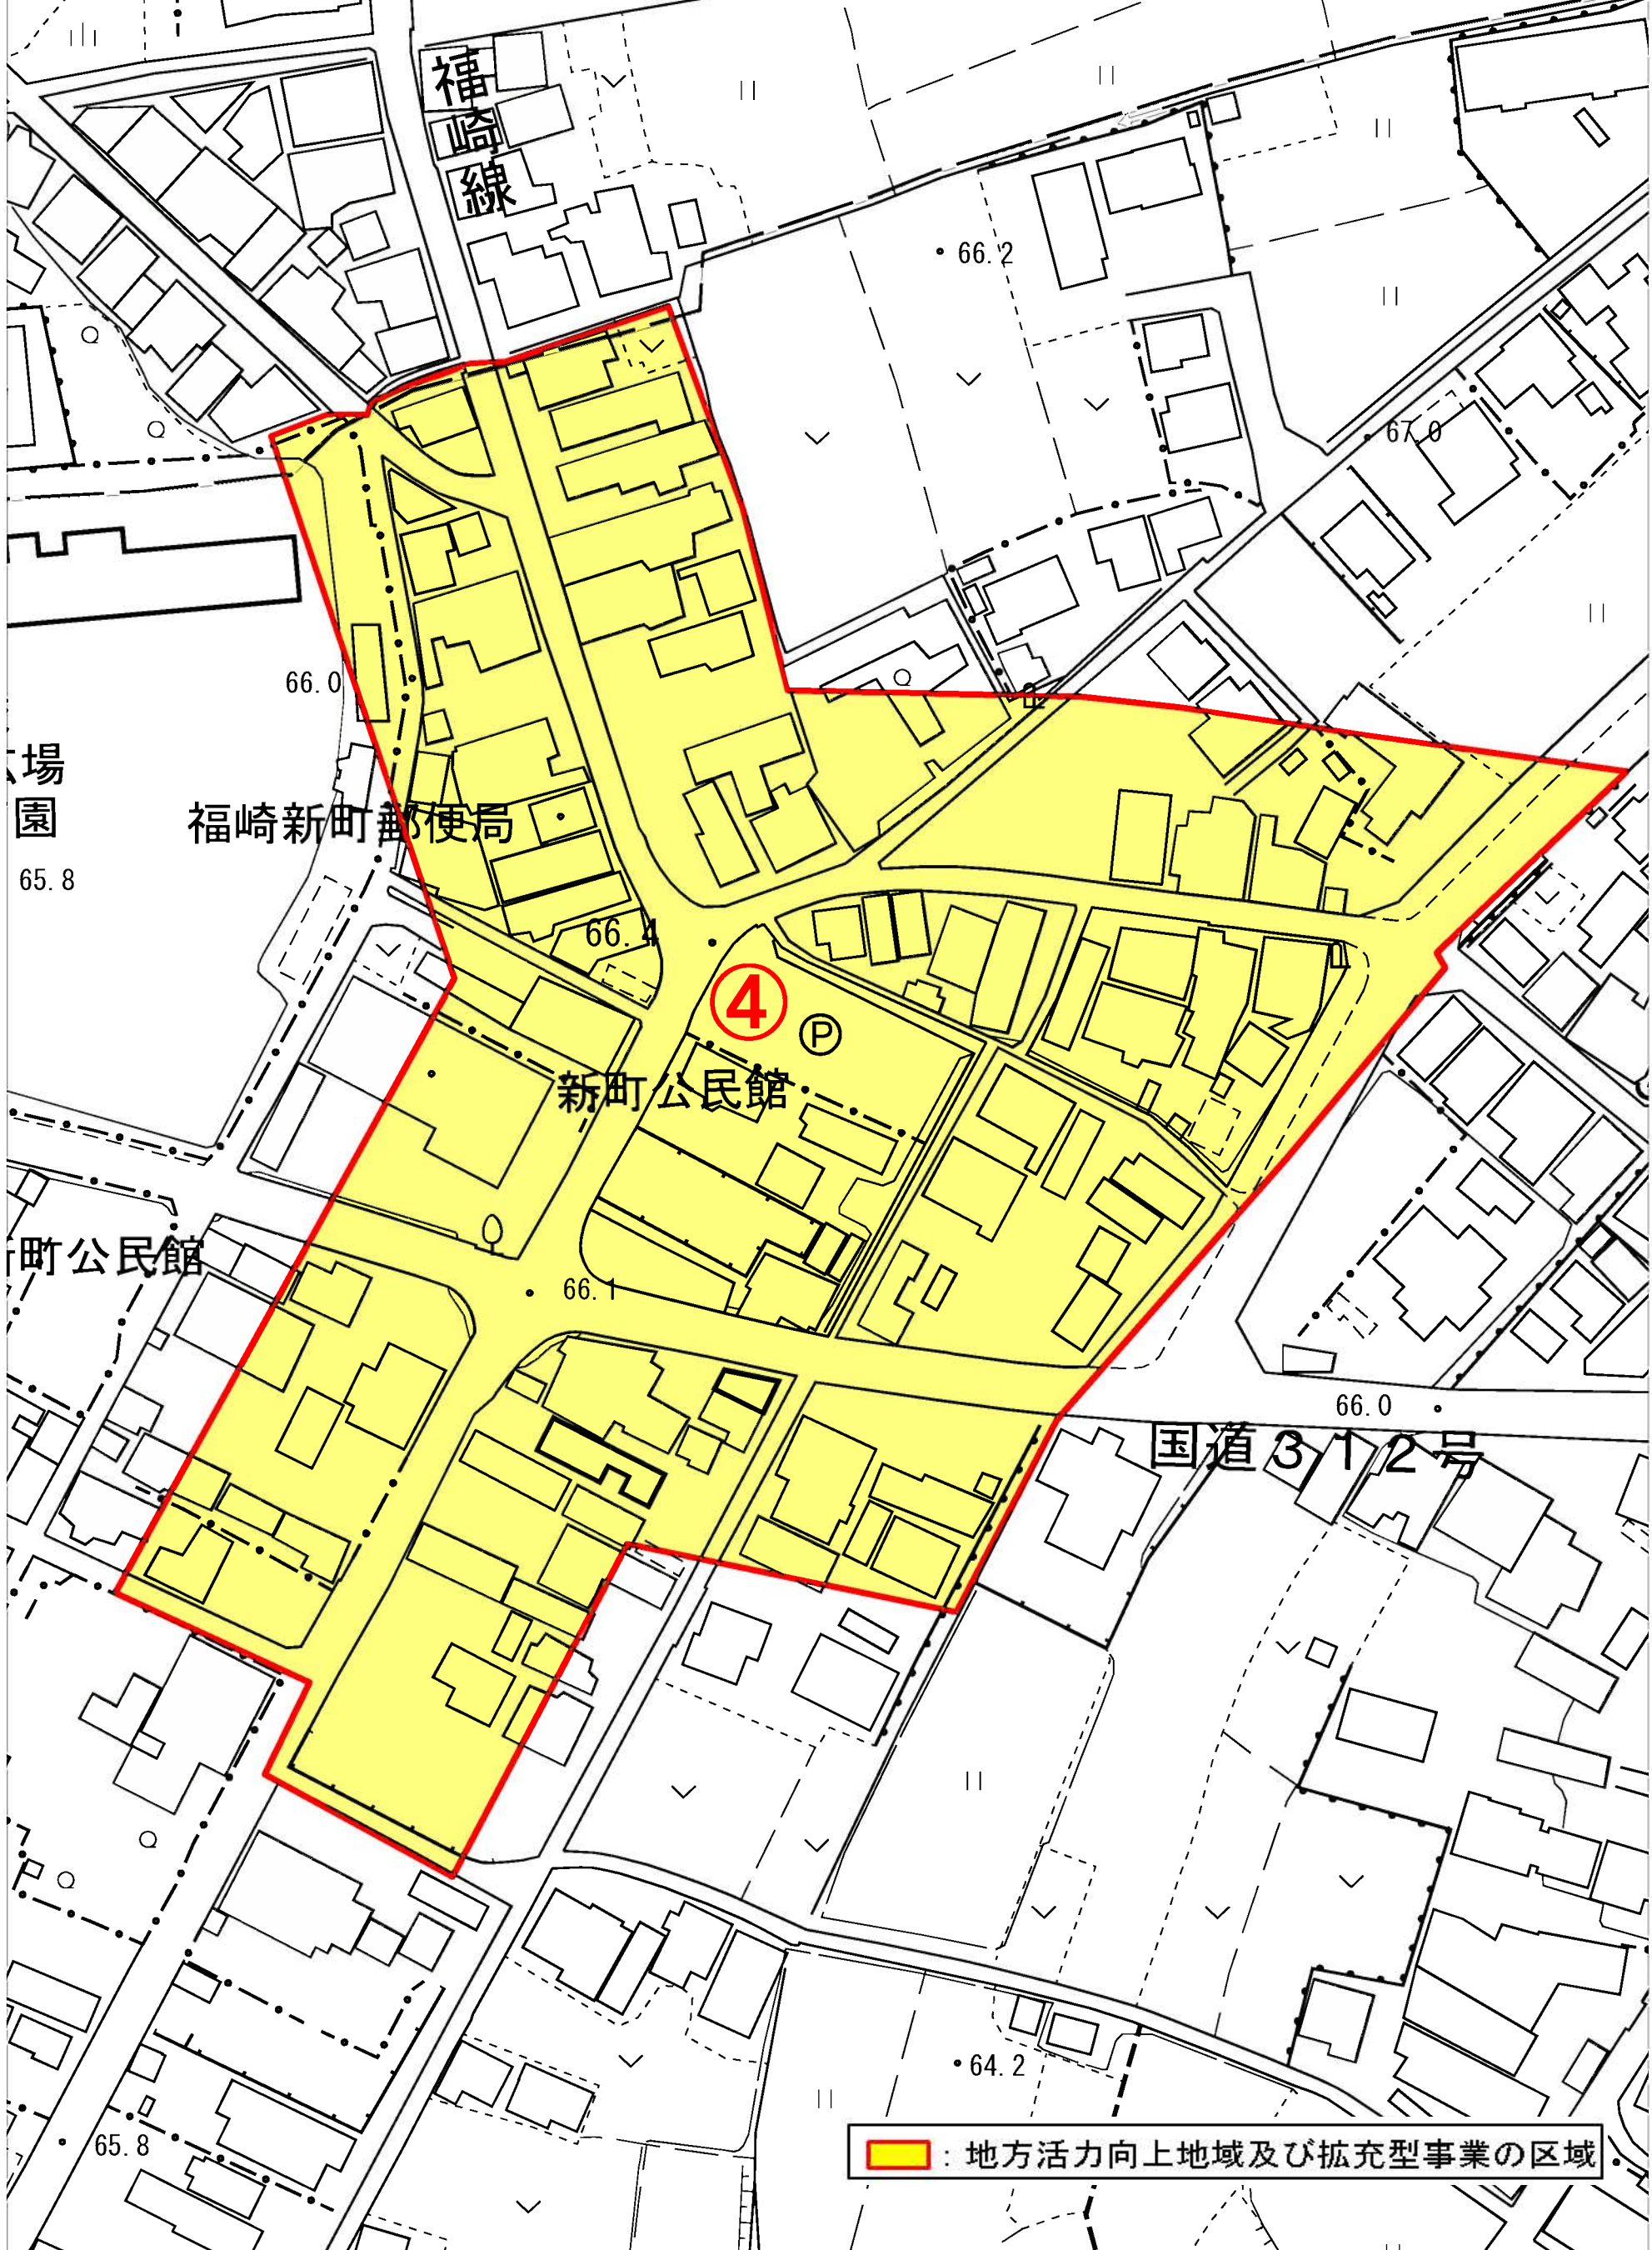 福崎線
66.2
67.0
66.0
場
園
福崎新町郵便局
65.8
66.4
④
P
新町公民館
町公民館
66.1
66.0
国道312号
64.2
65.8
：地方活力向上地域及び拡充型事業の区域